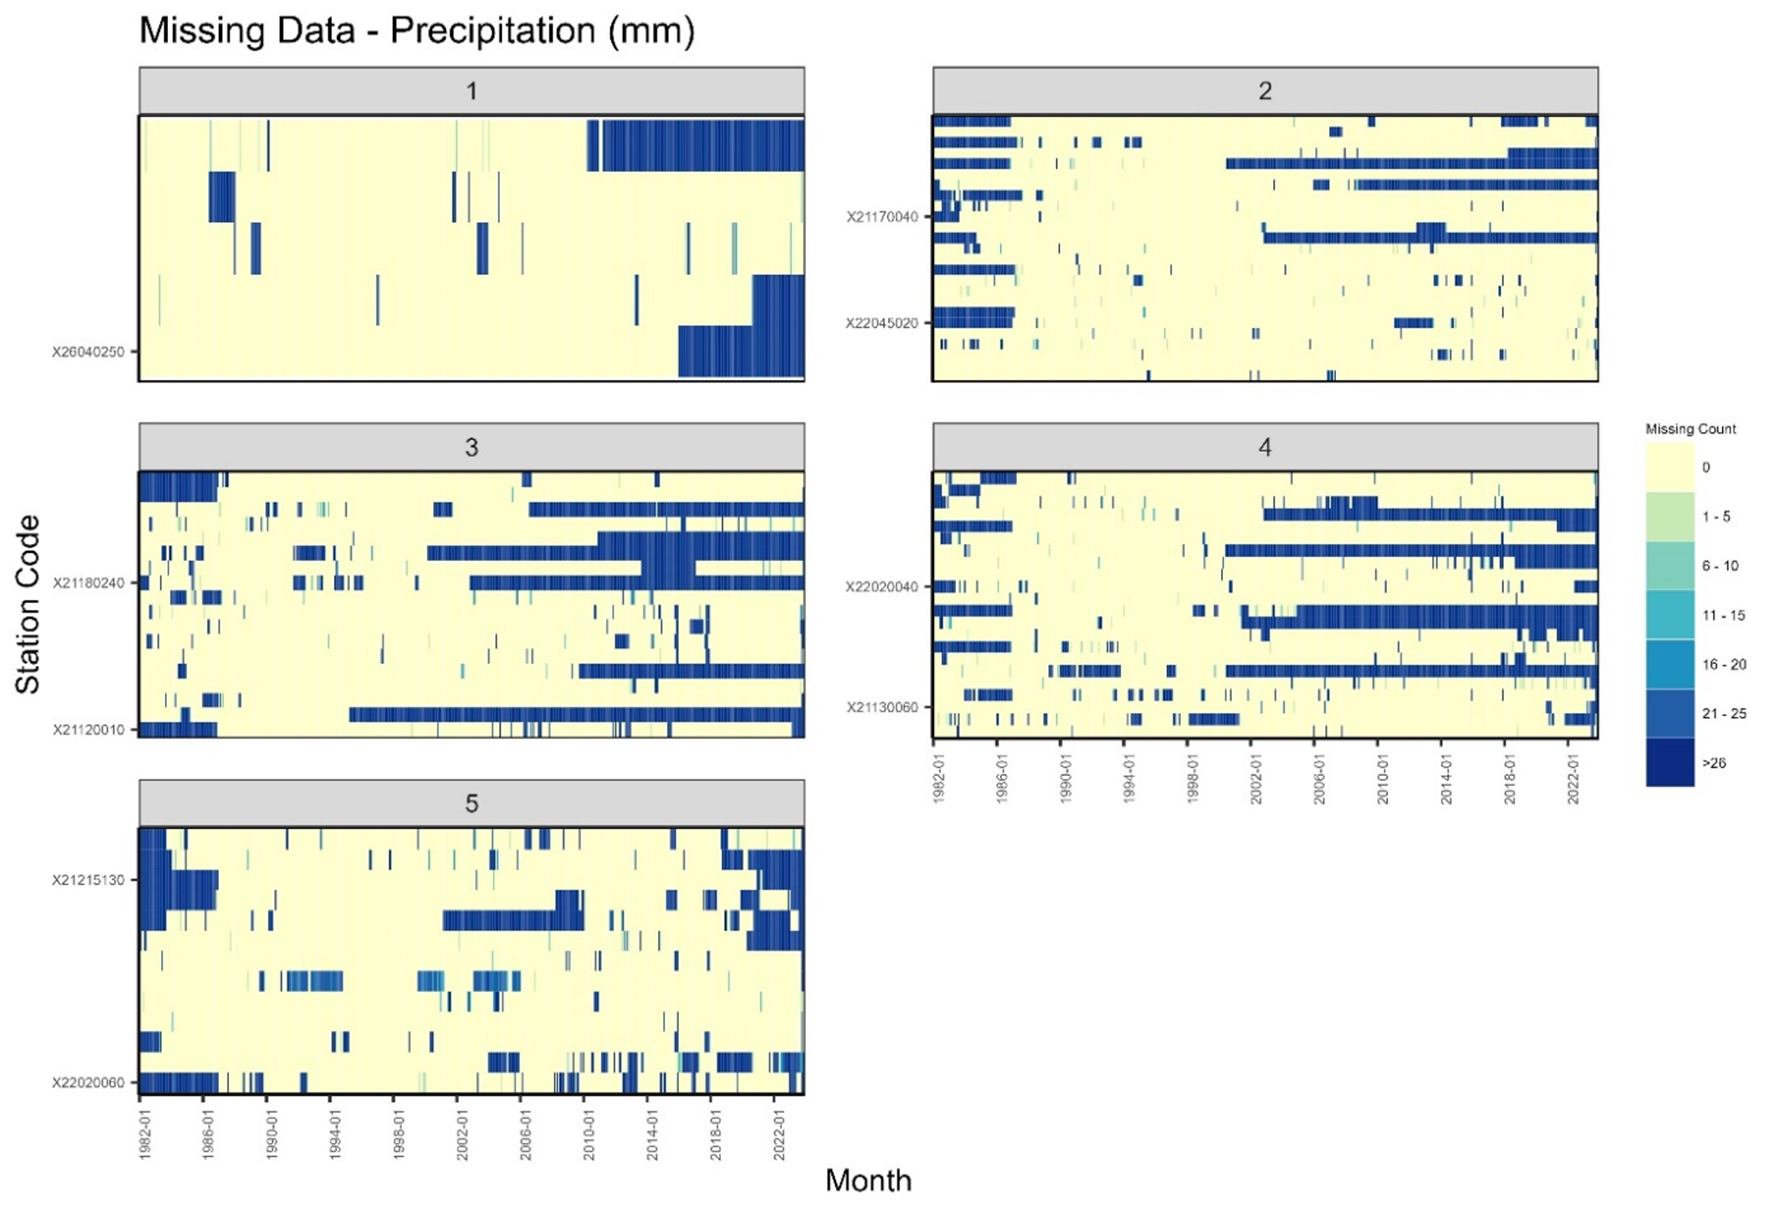 Missing Data - Precipitation (mm)
1
2
X26040250
X21170040
X22045020
3
4
Missing Count
0
1 - 5
6 - 10
11 - 15
16 - 20
21 - 25
>26
Station Code
X21180240
X21120010
X22020040
X21130060
1982-01
1986-01
1990-01
1994-01
1998-01
2002-01
2006-01
2010-01
2014-01
2018-01
2022-01
5
X21215130
X22020060
1982-01
1986-01
1990-01
1994-01
1998-01
2002-01
2006-01
2010-01
2014-01
2018-01
2022-01
Month